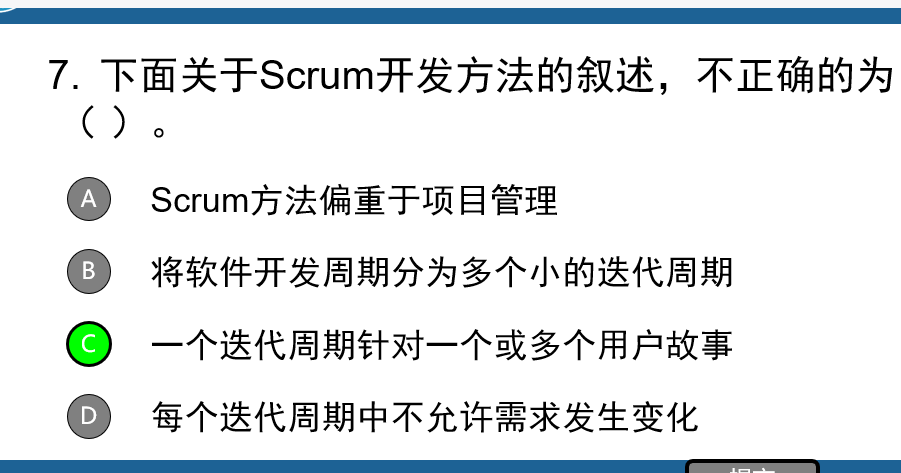 7. 下面关于Scrum开发方法的叙述，不正确的为
（ ）。
A Scrum方法偏重于项目管理
B 将软件开发周期分为多个小的迭代周期
C 一个迭代周期针对一个或多个用户故事
D 每个迭代周期中不允许需求发生变化